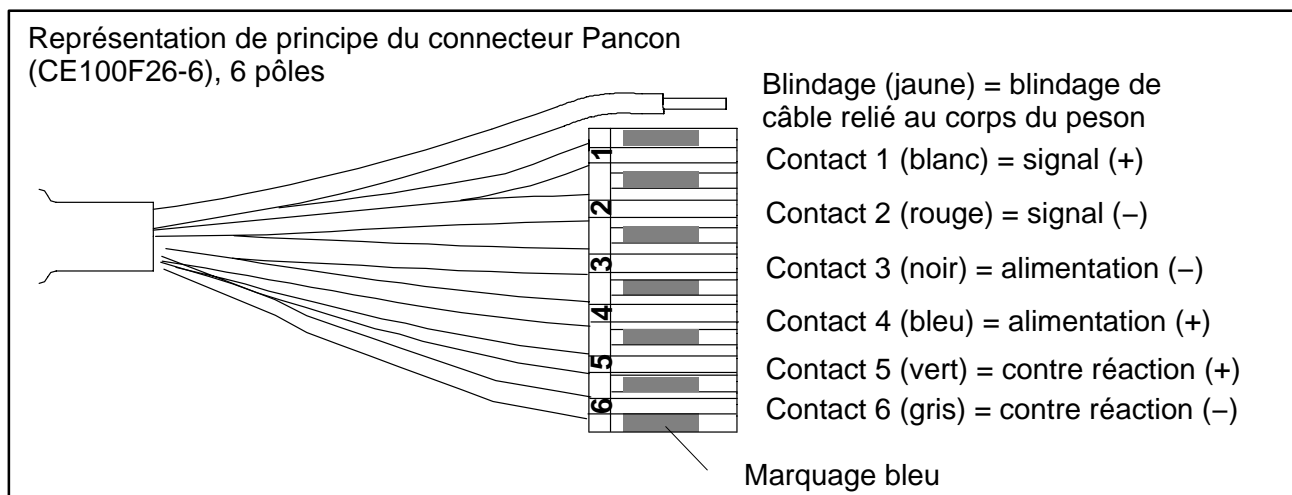 Représentation de principe du connecteur Pancon
(CE100F26-6), 6 pôles
Blindage (jaune) = blindage de
câble relié au corps du peson
1
Contact 1 (blanc) = signal (+)
2
Contact 2 (rouge) = signal (−)
3
Contact 3 (noir) = alimentation (−)
4
Contact 4 (bleu) = alimentation (+)
5
Contact 5 (vert) = contre réaction (+)
6
Contact 6 (gris) = contre réaction (−)
Marquage bleu